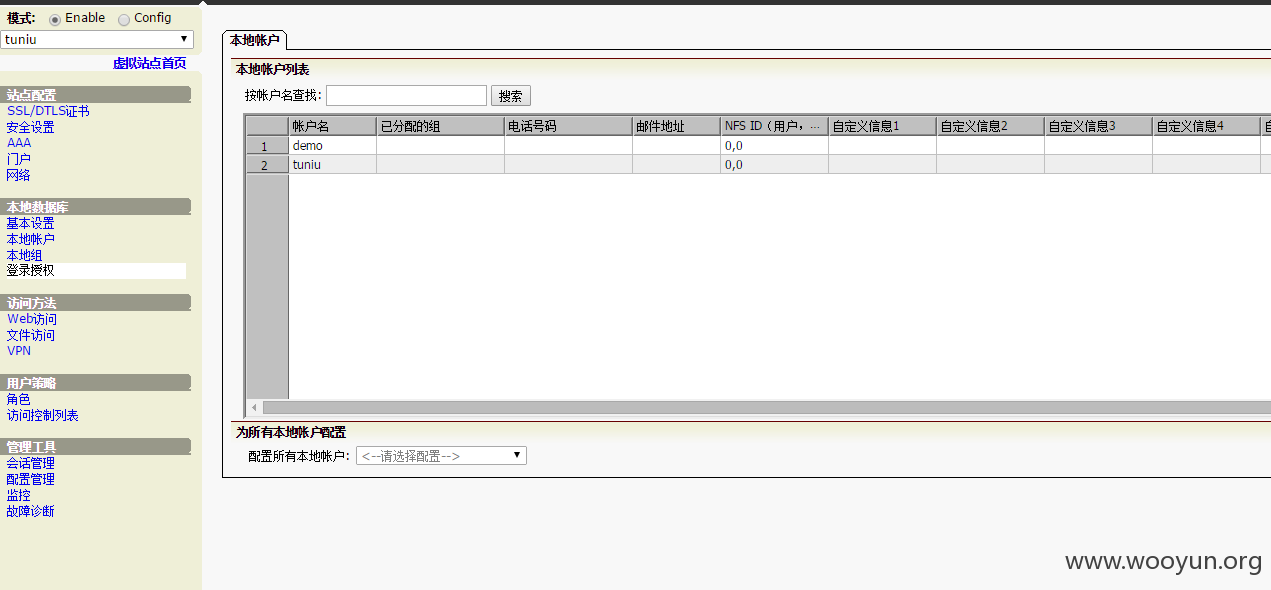 模式: Enable Config
tuniu
虚拟站点首页
站点配置
SSL/DTLS证书
安全设置
AAA
门户
网络
本地数据库
基本设置
本地帐户
本地组
登录授权
访问方法
Web访问
文件访问
VPN
用户策略
角色
访问控制列表
管理工具
会话管理
配置管理
监控
故障诊断
本地帐户
本地帐户列表
按帐户名查找: 搜索
帐户名 已分配的组 电话号码 邮件地址 NFS ID（用户，... 自定义信息1 自定义信息2 自定义信息3 自定义信息4
1 demo 0,0
2 tuniu 0,0
为所有本地帐户配置
配置所有本地帐户: <--请选择配置-->
www.wooyun.org